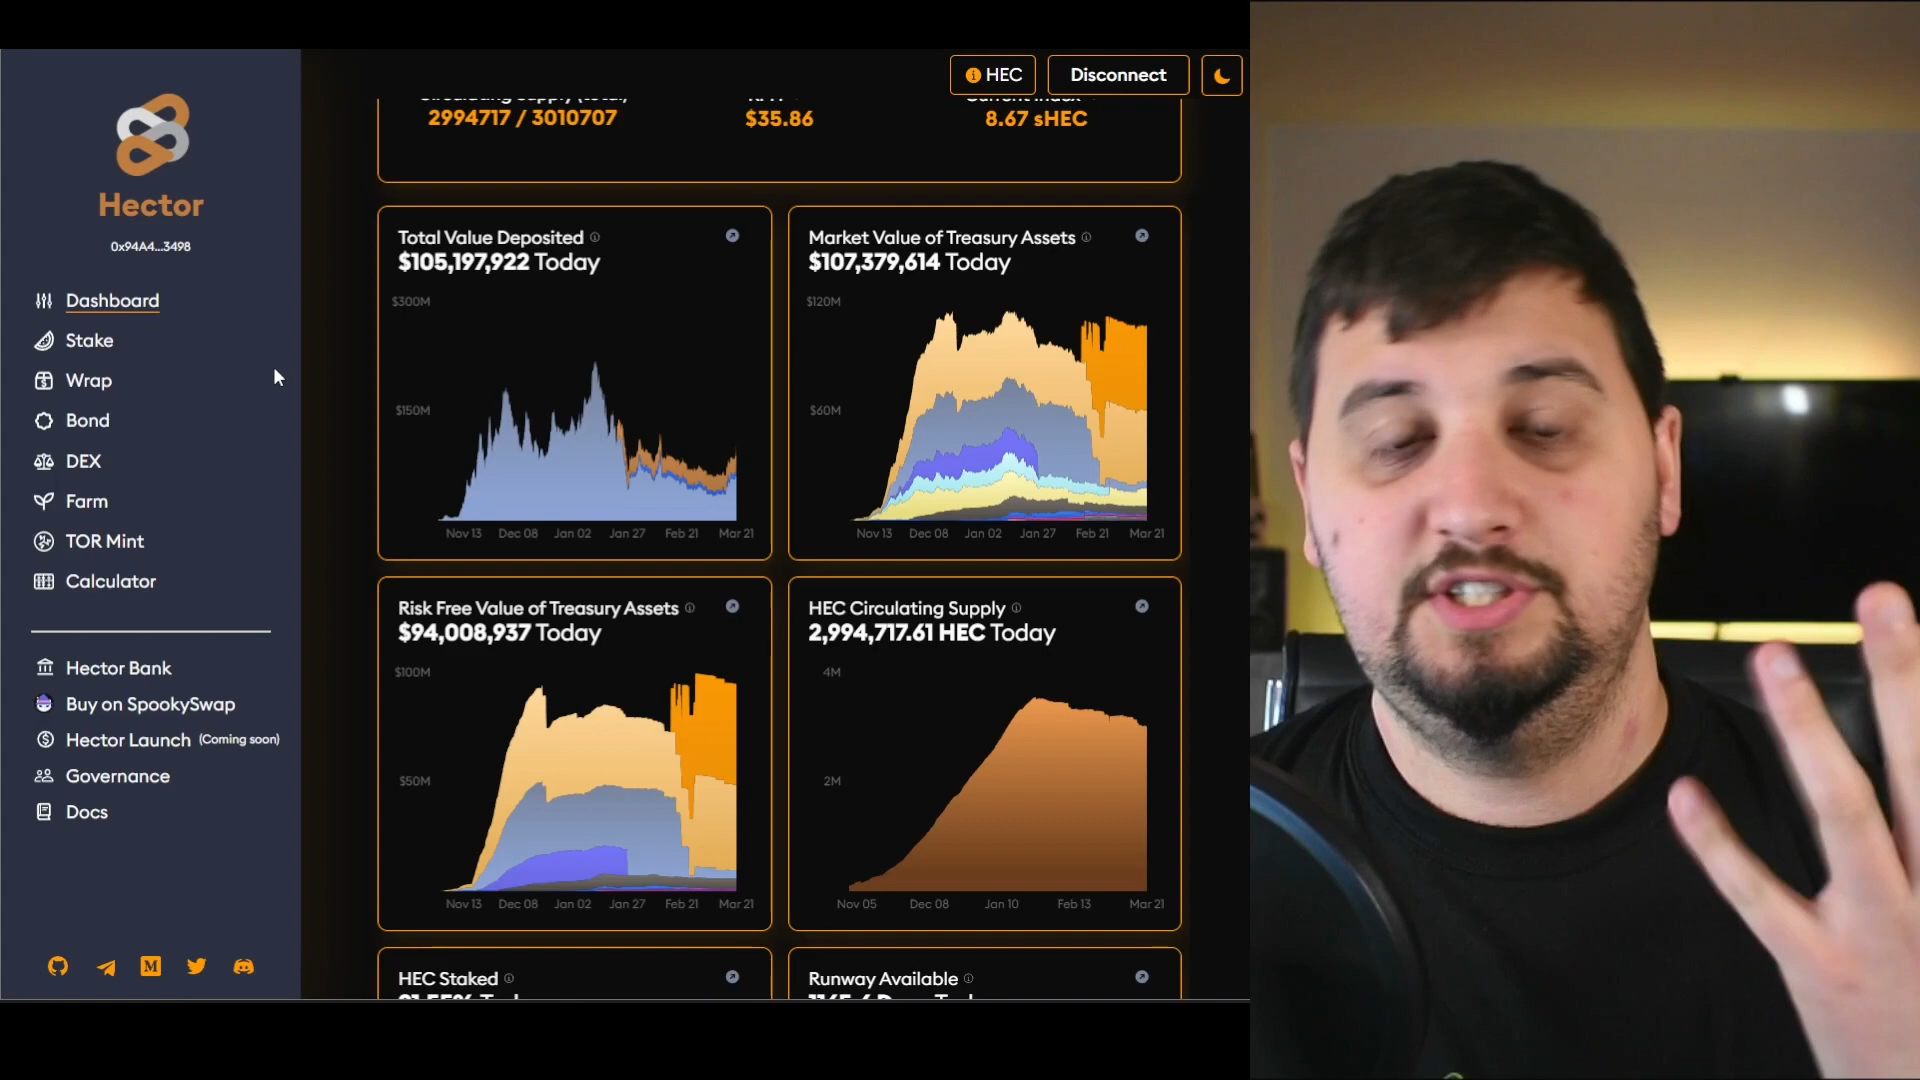 HEC
Disconnect
Circulating Supply (total)
Current Index
2994717 / 3010707
$35.86
8.67 sHEC
Hector
0x94A4...3498
Dashboard
Stake
Wrap
Bond
DEX
Farm
TOR Mint
Calculator
Hector Bank
Buy on SpookySwap
Hector Launch (Coming soon)
Governance
Docs
M
Total Value Deposited
$105,197,922 Today
$300M
$150M
Nov 13 Dec 08 Jan 02 Jan 27 Feb 21 Mar 21
Market Value of Treasury Assets
$107,379,614 Today
$120M
$60M
Nov 13 Dec 08 Jan 02 Jan 27 Feb 21 Mar 21
Risk Free Value of Treasury Assets
$94,008,937 Today
$100M
$50M
Nov 13 Dec 08 Jan 02 Jan 27 Feb 21 Mar 21
HEC Circulating Supply
2,994,717.61 HEC Today
4M
2M
Nov 05 Dec 08 Jan 10 Feb 13 Mar 21
HEC Staked
Runway Available